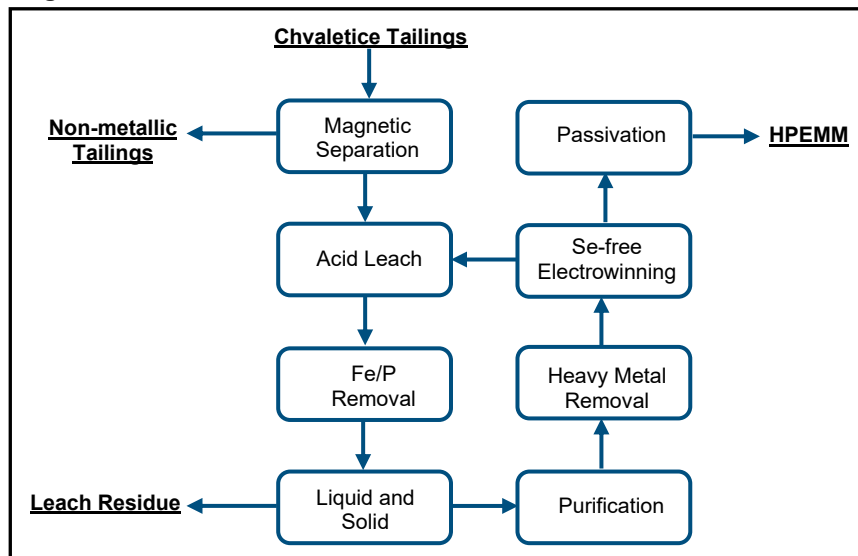 Chvaletice Tailings
Non-metallic
Tailings
Magnetic
Separation
Passivation
HPEMM
Acid Leach
Se-free
Electrowinning
Fe/P
Removal
Heavy Metal
Removal
Leach Residue
Liquid and
Solid
Purification